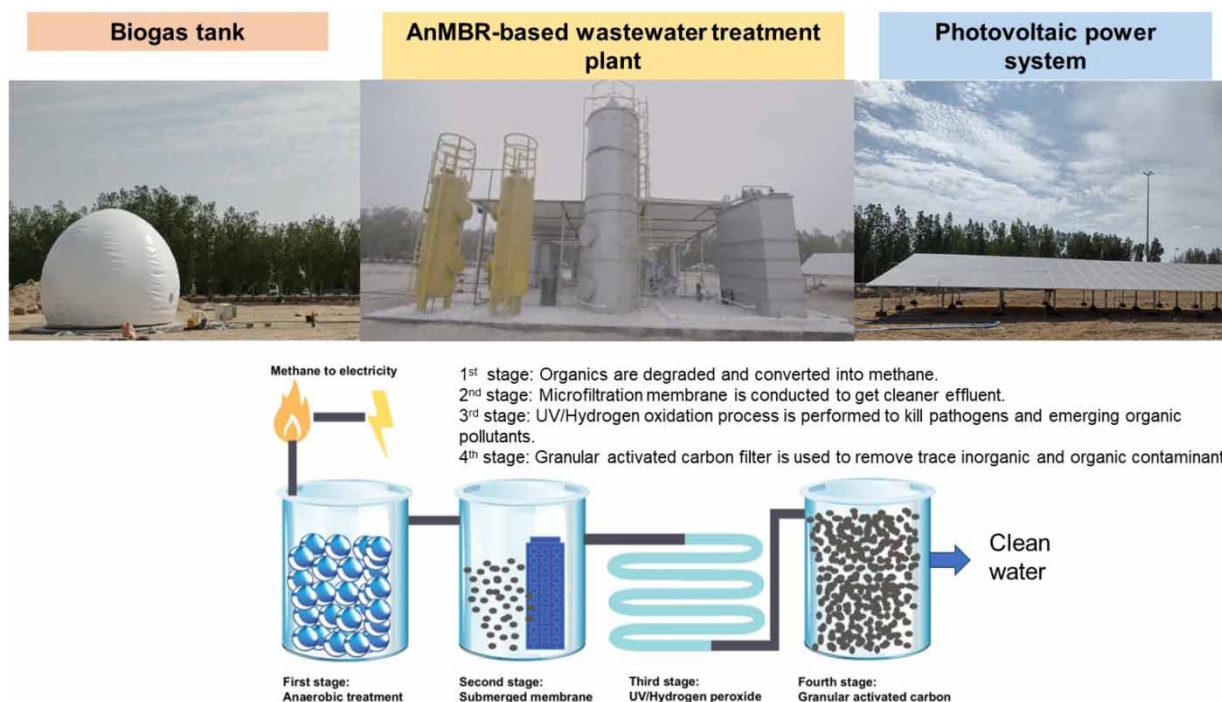 Biogas tank
AnMBR-based wastewater treatment
plant
Photovoltaic power
system
Methane to electricity
1st stage: Organics are degraded and converted into methane.
2nd stage: Microfiltration membrane is conducted to get cleaner effluent.
3rd stage: UV/Hydrogen oxidation process is performed to kill pathogens and emerging organic
pollutants.
4th stage: Granular activated carbon filter is used to remove trace inorganic and organic contaminant
Clean
water
First stage:
Anaerobic treatment
Second stage:
Submerged membrane
Third stage:
UV/Hydrogen peroxide
Fourth stage:
Granular activated carbon